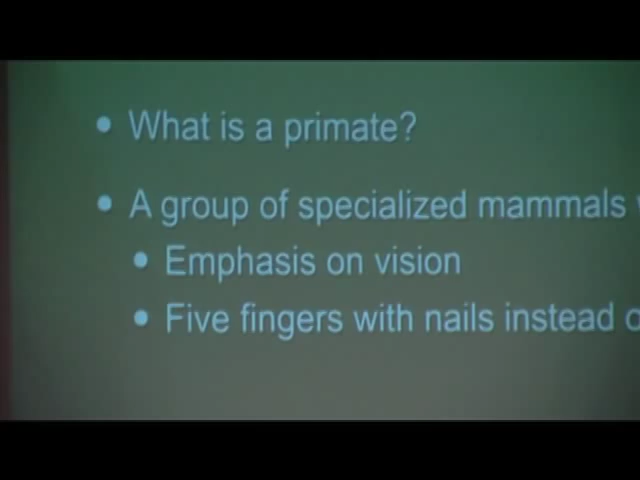 • What is a primate?
• A group of specialized mammals
• Emphasis on vision
• Five fingers with nails instead